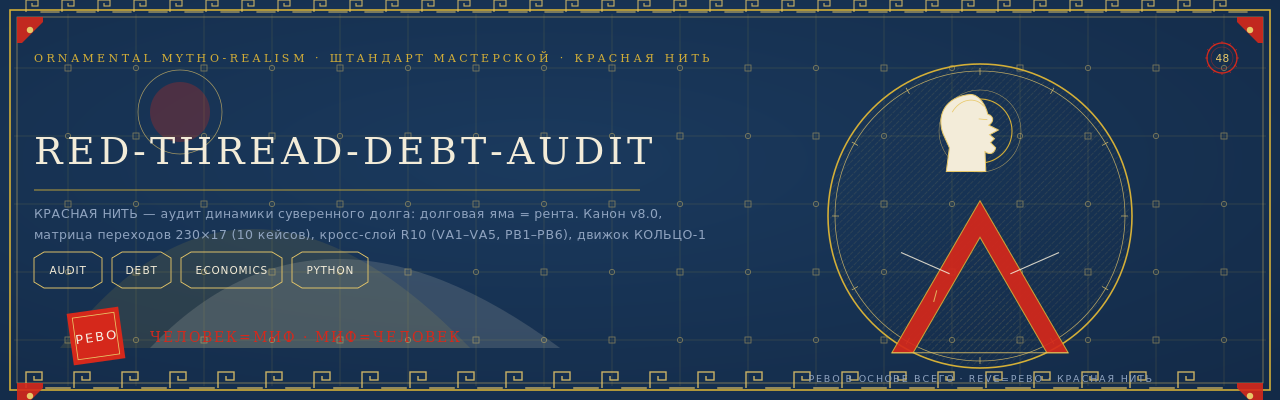 ORNAMENTAL MYTHO-REALISM · ШТАНДАРТ МАСТЕРСКОЙ · КРАСНАЯ НИТЬ
48
RED-THREAD-DEBT-AUDIT
КРАСНАЯ НИТЬ — аудит динамики суверенного долга: долговая яма = рента. Канон v8.0,
матрица переходов 230×17 (10 кейсов), кросс-слой R10 (VA1–VA5, PB1–PB6), движок КОЛЬЦО-1
AUDIT DEBT ECONOMICS PYTHON
РЕВО
ЧЕЛОВЕК=МИФ · МИФ=ЧЕЛОВЕК
РЕВО В ОСНОВЕ ВСЕГО · REVE=РЕВО · КРАСНАЯ НИТЬ